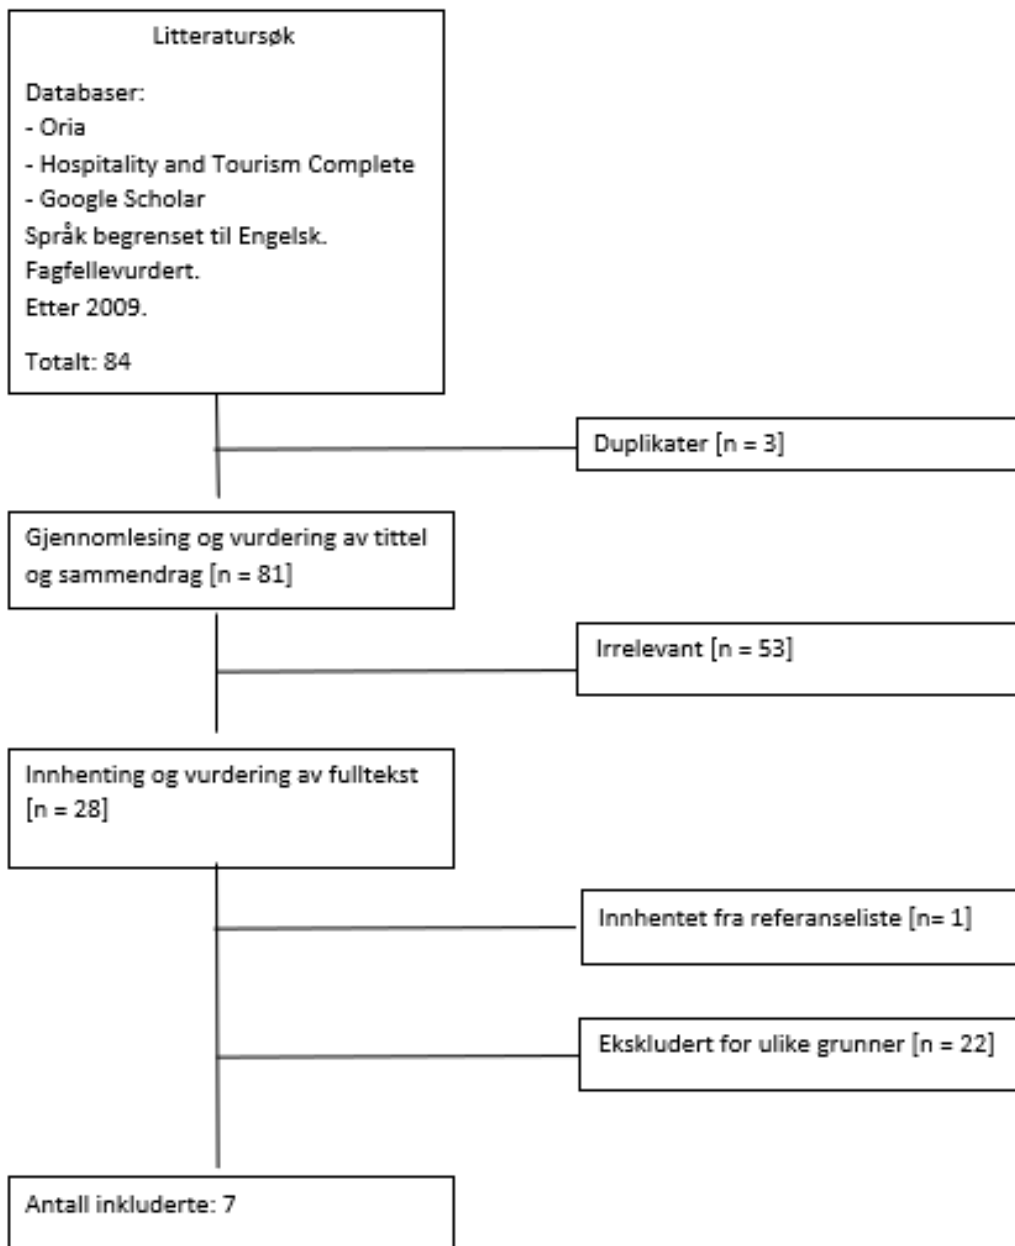 Litteratursøk
Databaser:
- Oria
- Hospitality and Tourism Complete
- Google Scholar
Språk begrenset til Engelsk.
Fagfellevurdert.
Etter 2009.
Totalt: 84
Duplikater [n = 3]
Gjennomlesing og vurdering av tittel
og sammendrag [n = 81]
Irrelevant [n = 53]
Innhenting og vurdering av fulltekst
[n = 28]
Innhentet fra referanseliste [n= 1]
Ekskludert for ulike grunner [n = 22]
Antall inkluderte: 7